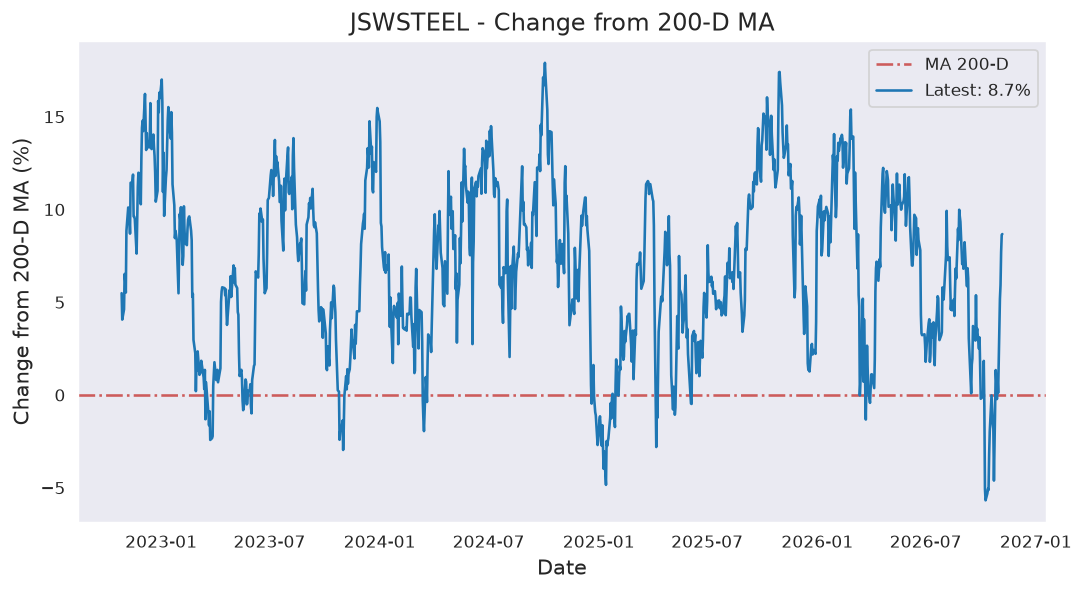 JSWSTEEL - Change from 200-D MA
MA 200-D
Latest: 8.7%
Change from 200-D MA (%)
15
10
5
0
−5
2023-01
2023-07
2024-01
2024-07
2025-01
2025-07
2026-01
2026-07
2027-01
Date